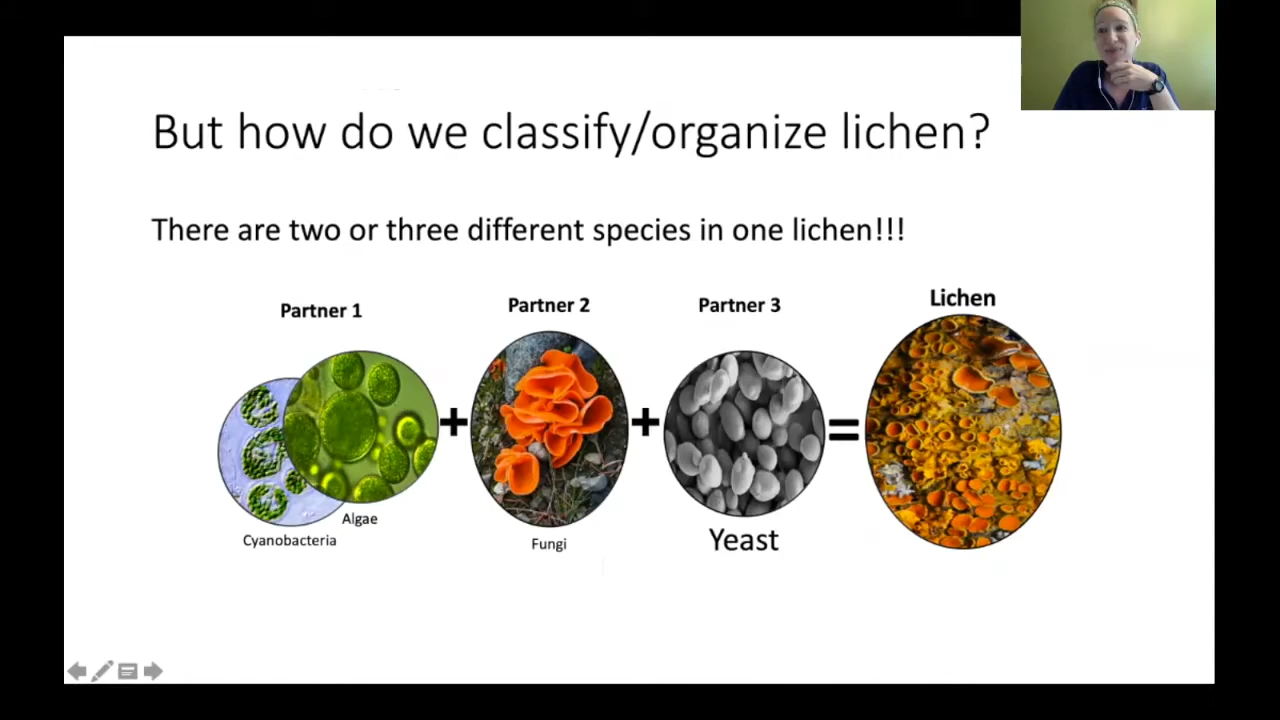 But how do we classify/organize lichen?
There are two or three different species in one lichen!!!
Partner 1
Partner 2
Partner 3
Lichen
+
+
=
Algae
Cyanobacteria
Fungi
Yeast